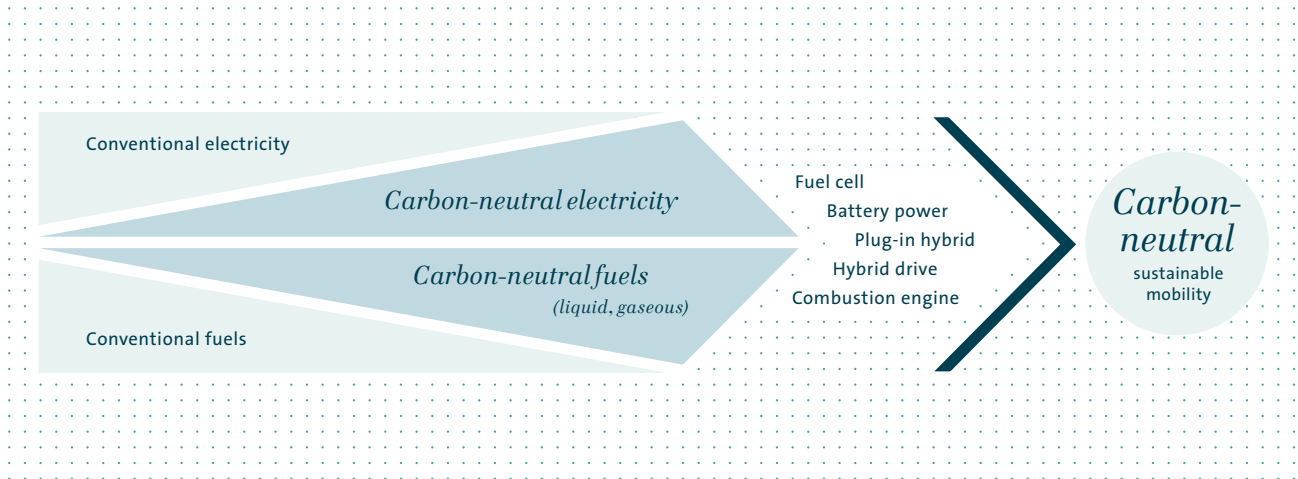 Conventional electricity
Carbon-neutral electricity
Carbon-neutral fuels
(liquid, gaseous)
Conventional fuels
Fuel cell
Battery power
Plug-in hybrid
Hybrid drive
Combustion engine
Carbon-
neutral
sustainable
mobility